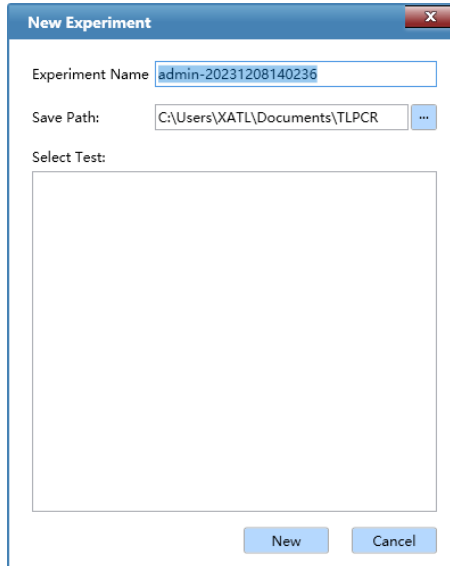 New Experiment
x
Experiment Name admin-20231208140236
Save Path: C:\Users\XATL\Documents\TLPCR ...
Select Test:
New Cancel